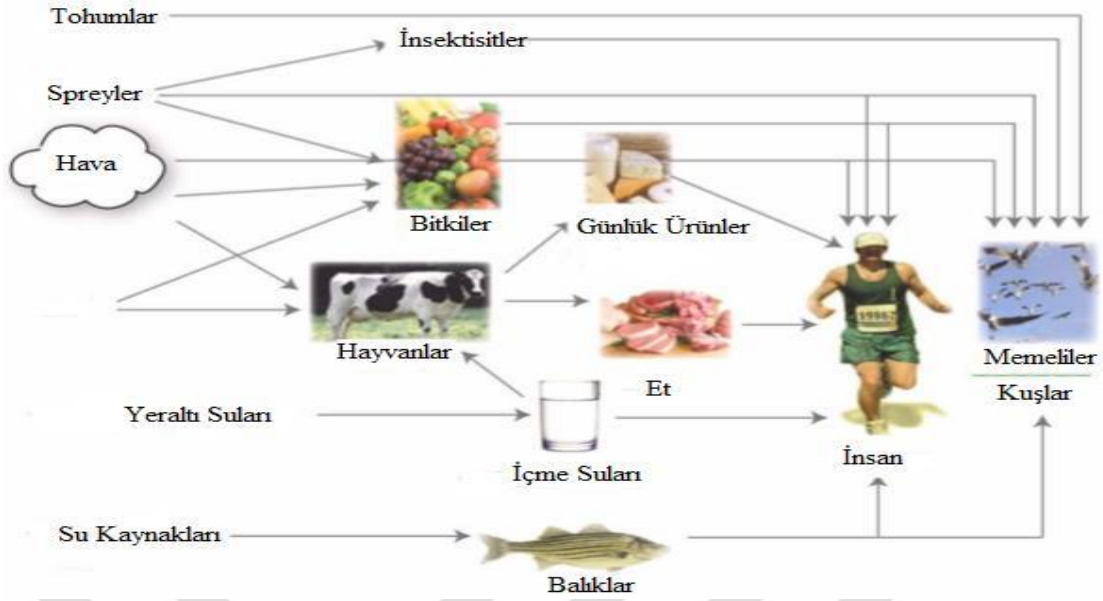 Tohumlar
İnsektisitler
Spreyler
Hava
Bitkiler
Günlük Ürünler
Hayvanlar
Memeliler
Et
Kuşlar
Yeraltı Suları
İnsan
İçme Suları
Su Kaynakları
Balıklar